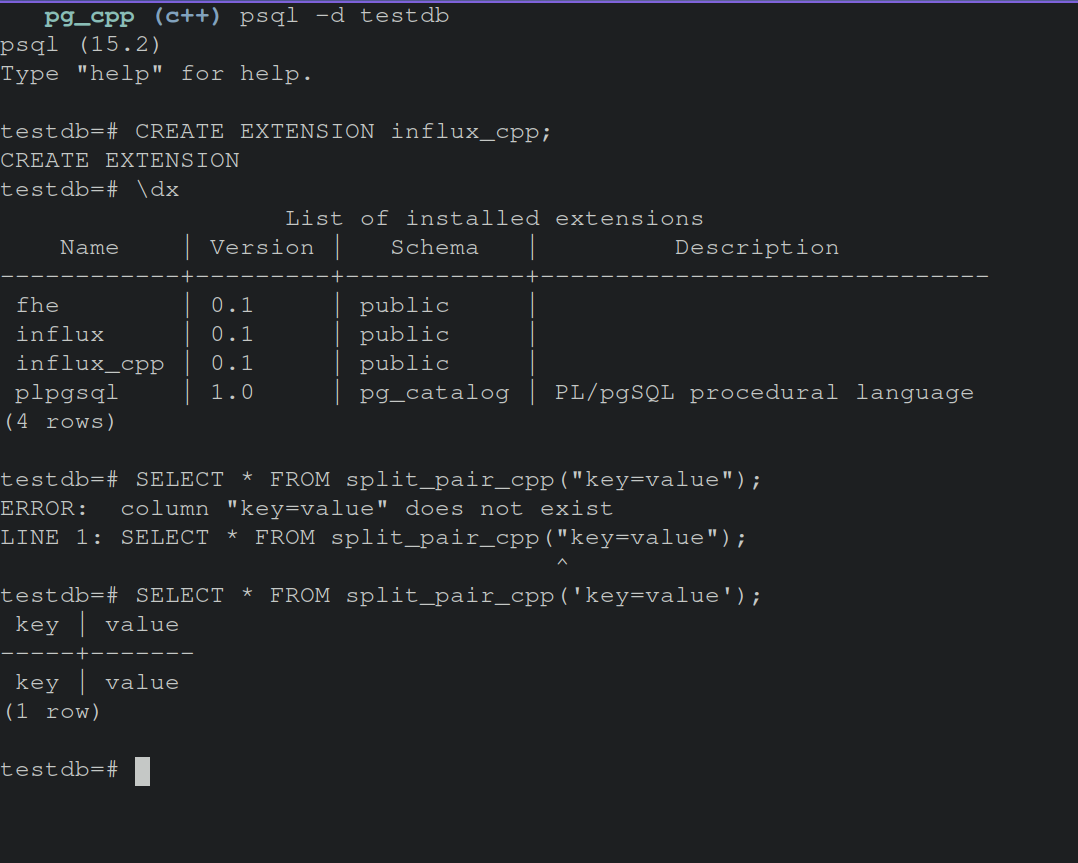 pg_cpp (c++) psql -d testdb
psql (15.2)
Type "help" for help.

testdb=# CREATE EXTENSION influx_cpp;
CREATE EXTENSION
testdb=# \dx
                   List of installed extensions
    Name    | Version |   Schema   |         Description
------------+---------+------------+------------------------------
 fhe        | 0.1     | public     |
 influx     | 0.1     | public     |
 influx_cpp | 0.1     | public     |
 plpgsql    | 1.0     | pg_catalog | PL/pgSQL procedural language
(4 rows)

testdb=# SELECT * FROM split_pair_cpp("key=value");
ERROR:  column "key=value" does not exist
LINE 1: SELECT * FROM split_pair_cpp("key=value");
                                     ^
testdb=# SELECT * FROM split_pair_cpp('key=value');
 key | value
-----+-------
 key | value
(1 row)

testdb=#